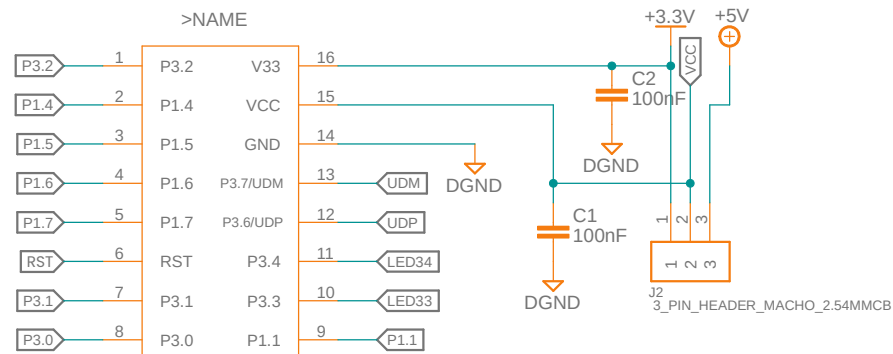 >NAME
+3.3V
+5V
VCC
P3.2 1 P3.2 V33 16
C2
100nF
P1.4 2 P1.4 VCC 15
P1.5 3 P1.5 GND 14
DGND
DGND
P1.6 4 P1.6 P3.7/UDM 13 UDM
P1.7 5 P1.7 P3.6/UDP 12 UDP
C1
100nF
1 2 3
RST 6 RST P3.4 11 LED34
1 2 3
P3.1 7 P3.1 P3.3 10 LED33
DGND
J2
3_PIN_HEADER_MACHO_2.54MMCB
P3.0 8 P3.0 P1.1 9 P1.1